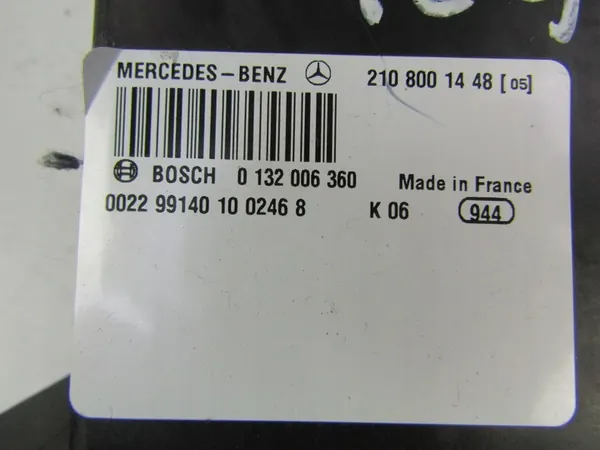 MERCEDES-BENZ 210 800 14 48 [05]
BOSCH 0 132 006 360 Made in France
0022 99140 10 0246 8 K 06 944